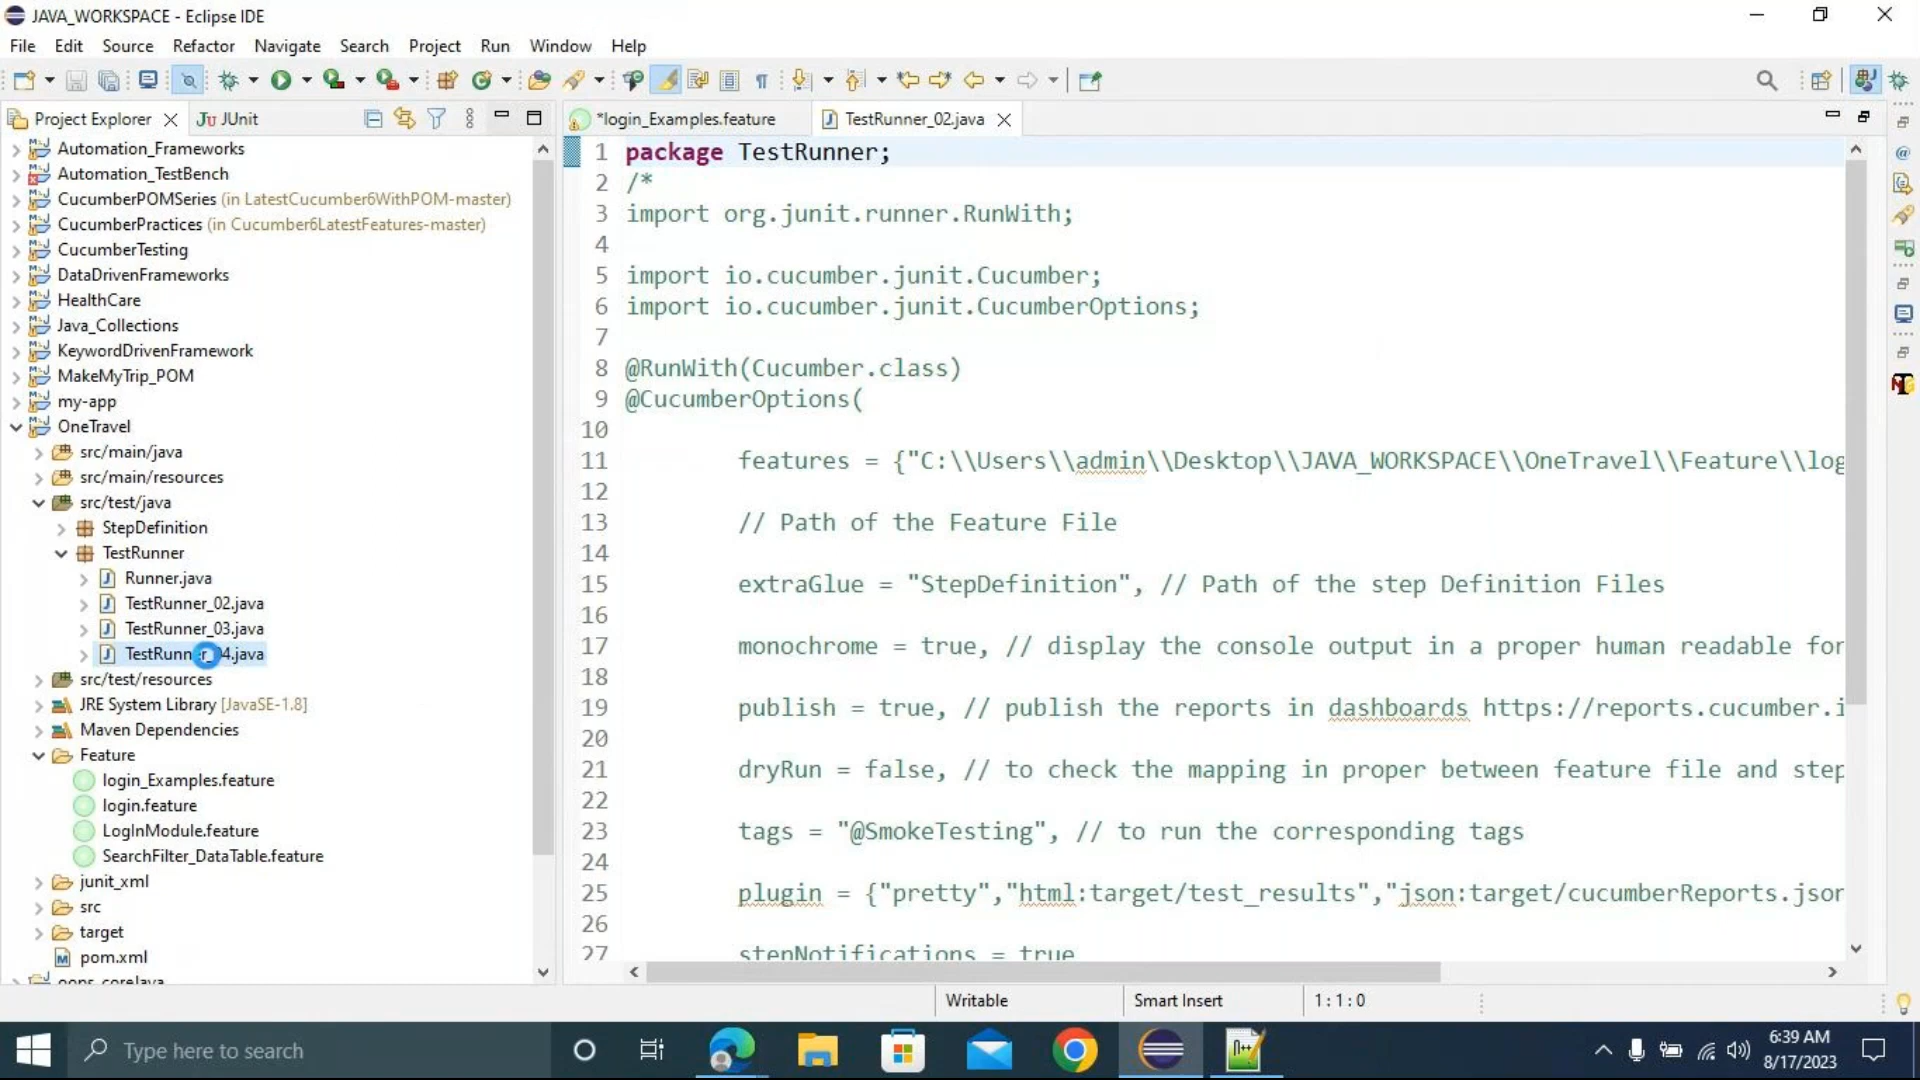 JAVA_WORKSPACE - Eclipse IDE
File Edit Source Refactor Navigate Search Project Run Window Help
Project Explorer JUnit
*login_Examples.feature TestRunner_02.java
Automation_Frameworks
Automation_TestBench
CucumberPOMSeries (in LatestCucumber6WithPOM-master)
CucumberPractices (in Cucumber6LatestFeatures-master)
CucumberTesting
DataDrivenFrameworks
HealthCare
Java_Collections
KeywordDrivenFramework
MakeMyTrip_POM
my-app
OneTravel
src/main/java
src/main/resources
src/test/java
StepDefinition
TestRunner
Runner.java
TestRunner_02.java
TestRunner_03.java
TestRunner_04.java
src/test/resources
JRE System Library [JavaSE-1.8]
Maven Dependencies
Feature
login_Examples.feature
login.feature
LogInModule.feature
SearchFilter_DataTable.feature
junit_xml
src
target
pom.xml
oops_corejava
1 package TestRunner;
2 /*
3 import org.junit.runner.RunWith;
4
5 import io.cucumber.junit.Cucumber;
6 import io.cucumber.junit.CucumberOptions;
7
8 @RunWith(Cucumber.class)
9 @CucumberOptions(
10
11 features = {"C:\\Users\\admin\\Desktop\\JAVA_WORKSPACE\\OneTravel\\Feature\\log
12
13 // Path of the Feature File
14
15 extraGlue = "StepDefinition", // Path of the step Definition Files
16
17 monochrome = true, // display the console output in a proper human readable for
18
19 publish = true, // publish the reports in dashboards https://reports.cucumber.i
20
21 dryRun = false, // to check the mapping in proper between feature file and step
22
23 tags = "@SmokeTesting", // to run the corresponding tags
24
25 plugin = {"pretty","html:target/test_results","json:target/cucumberReports.json
26
27 stepNotifications = true
Writable Smart Insert 1:1:0
Type here to search
6:39 AM
8/17/2023